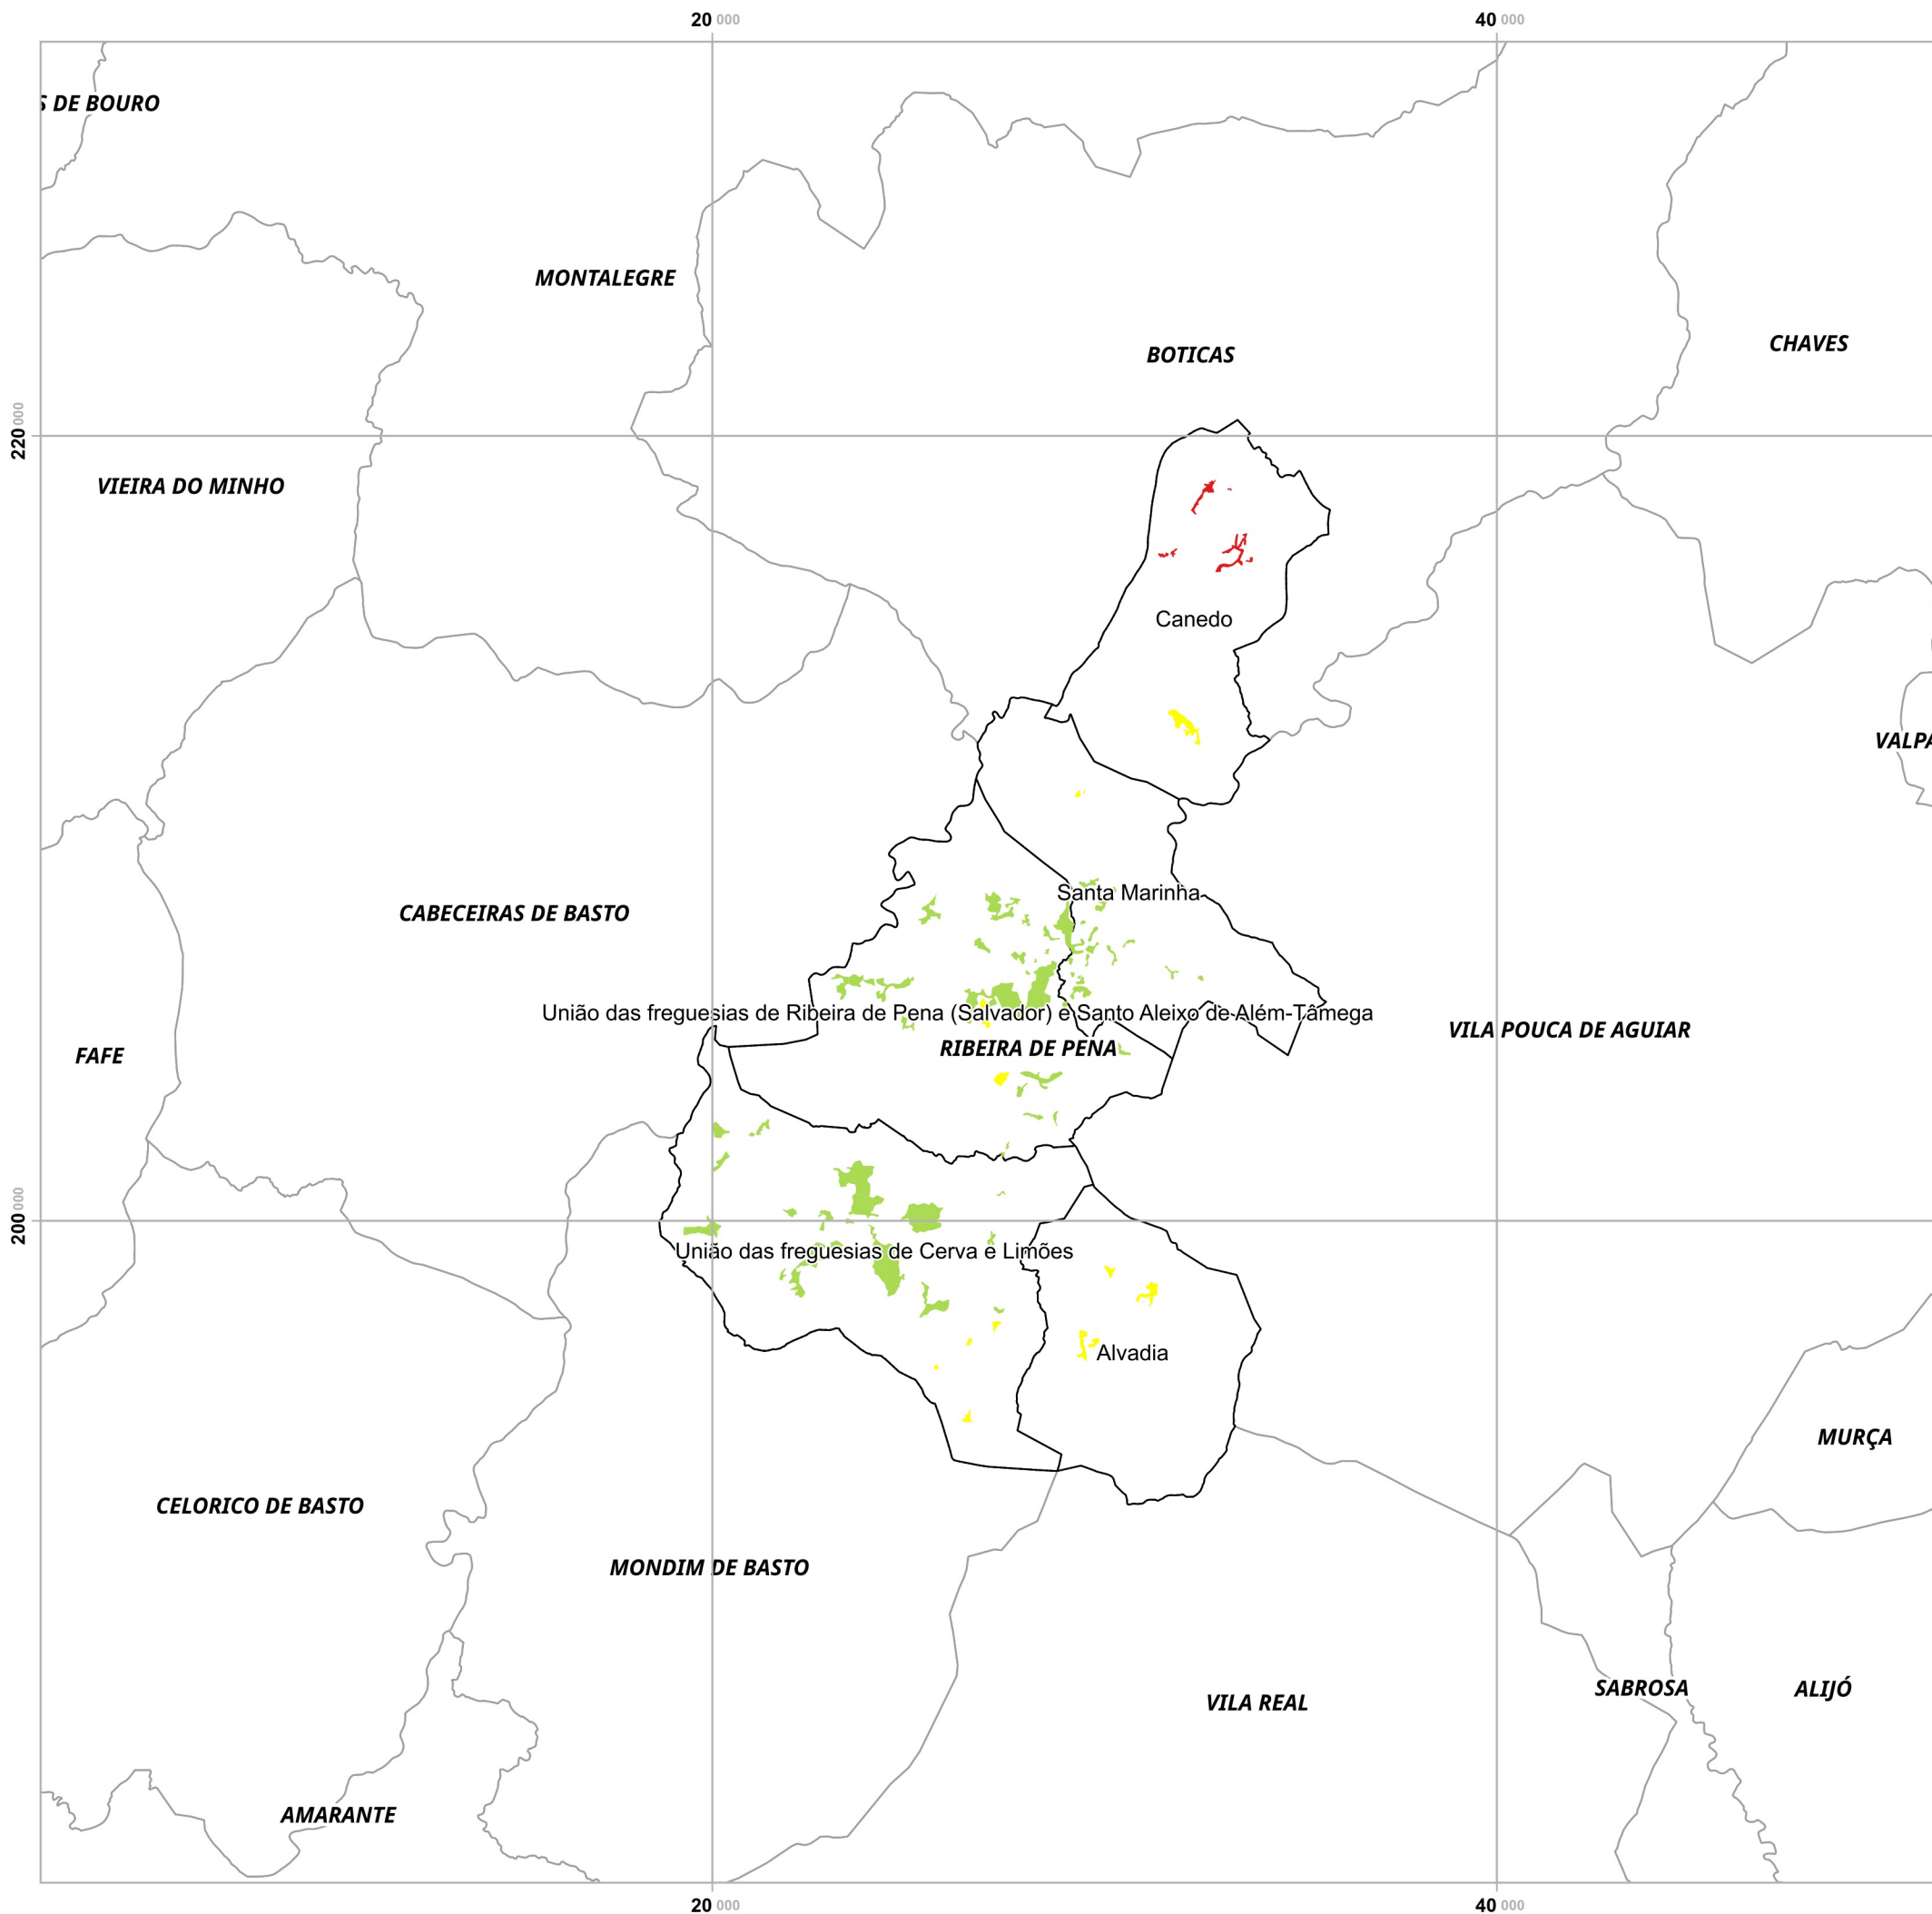 20 000
40 000
S DE BOURO
MONTALEGRE
CHAVES
BOTICAS
220 000
VIEIRA DO MINHO
Canedo
VALPA
Santa Marinha
CABECEIRAS DE BASTO
União das freguesias de Ribeira de Pena (Salvador) e Santo Aleixo de Além-Tâmega
VILA POUCA DE AGUIAR
RIBEIRA DE PENA
FAFE
200 000
União das freguesias de Cerva e Limões
Alvadia
MURÇA
CELORICO DE BASTO
MONDIM DE BASTO
SABROSA
ALIJÓ
VILA REAL
AMARANTE
20 000
40 000